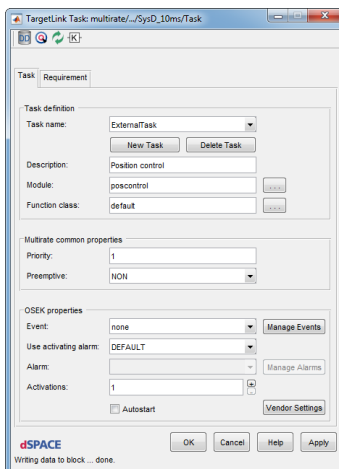 TargetLink Task: multirate/.../SysD_10ms/Task
DD
K
Task Requirement
Task definition
Task name: ExternalTask
New Task Delete Task
Description: Position control
Module: poscontrol ...
Function class: default ...
Multirate common properties
Priority: 1
Preemptive: NON
OSEK properties
Event: none Manage Events
Use activating alarm: DEFAULT
Alarm: Manage Alarms
Activations: 1
Autostart Vendor Settings
dSPACE OK Cancel Help Apply
Writing data to block ... done.